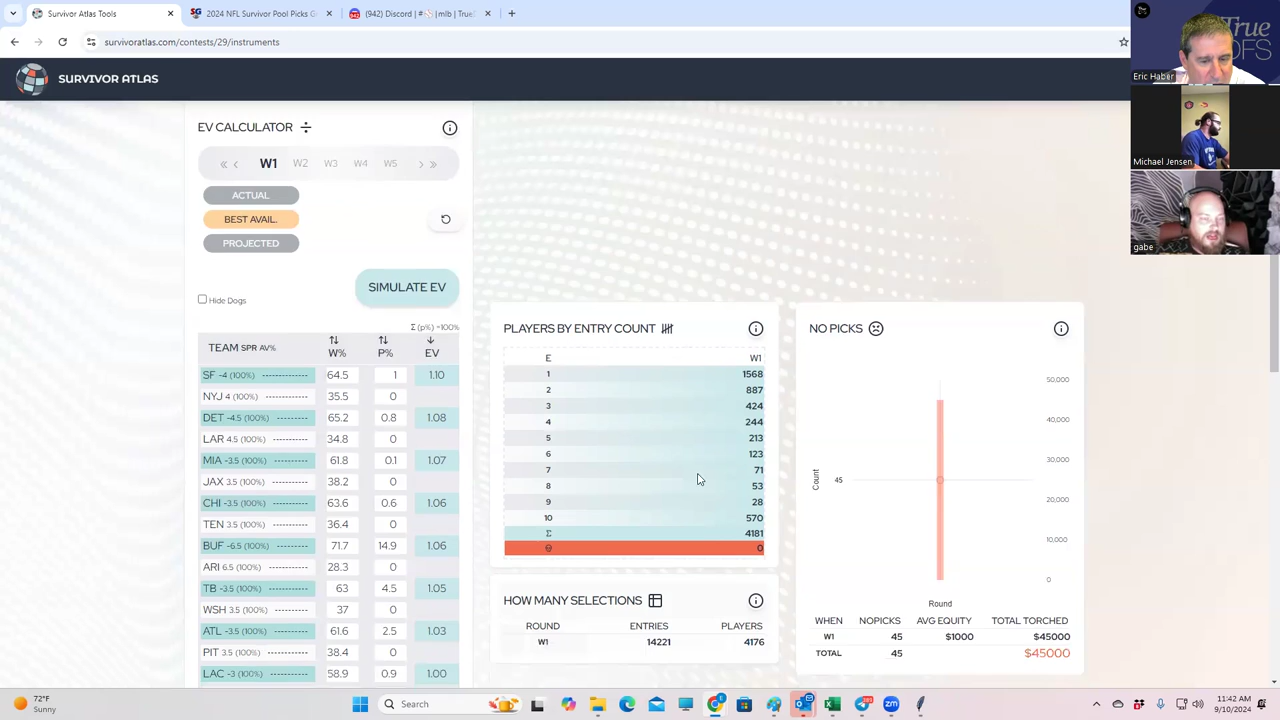 Survivor Atlas Tools
2024 NFL Survivor Pool Picks G
(942) Discord | #
|mlb | True
survivoratlas.com/contests/29/instruments
SURVIVOR ATLAS
True
DFS
Eric Haber
Michael Jensen
gabe
EV CALCULATOR
W1 W2 W3 W4 W5
ACTUAL
BEST AVAIL.
PROJECTED
SIMULATE EV
Hide Dogs
Σ (p%) ~100%
TEAM SPR AV% W% P% EV
SF -4 (100%) 64.5 1 1.10
NYJ 4 (100%) 35.5 0
DET -4.5 (100%) 65.2 0.8 1.08
LAR 4.5 (100%) 34.8 0
MIA -3.5 (100%) 61.8 0.1 1.07
JAX 3.5 (100%) 38.2 0
CHI -3.5 (100%) 63.6 0.6 1.06
TEN 3.5 (100%) 36.4 0
BUF -6.5 (100%) 71.7 14.9 1.06
ARI 6.5 (100%) 28.3 0
TB -3.5 (100%) 63 4.5 1.05
WSH 3.5 (100%) 37 0
ATL -3.5 (100%) 61.6 2.5 1.03
PIT 3.5 (100%) 38.4 0
LAC -3 (100%) 58.9 0.9 1.00
PLAYERS BY ENTRY COUNT
E W1
1 1568
2 887
3 424
4 244
5 213
6 123
7 71
8 53
9 28
10 570
Σ 4181
0
HOW MANY SELECTIONS
ROUND ENTRIES PLAYERS
W1 14221 4176
NO PICKS
50,000
40,000
30,000
20,000
10,000
0
Count
45
Round
WHEN NOPICKS AVG EQUITY TOTAL TORCHED
W1 45 $1000 $45000
TOTAL 45 $45000
72°F
Sunny
Search
11:42 AM
9/10/2024